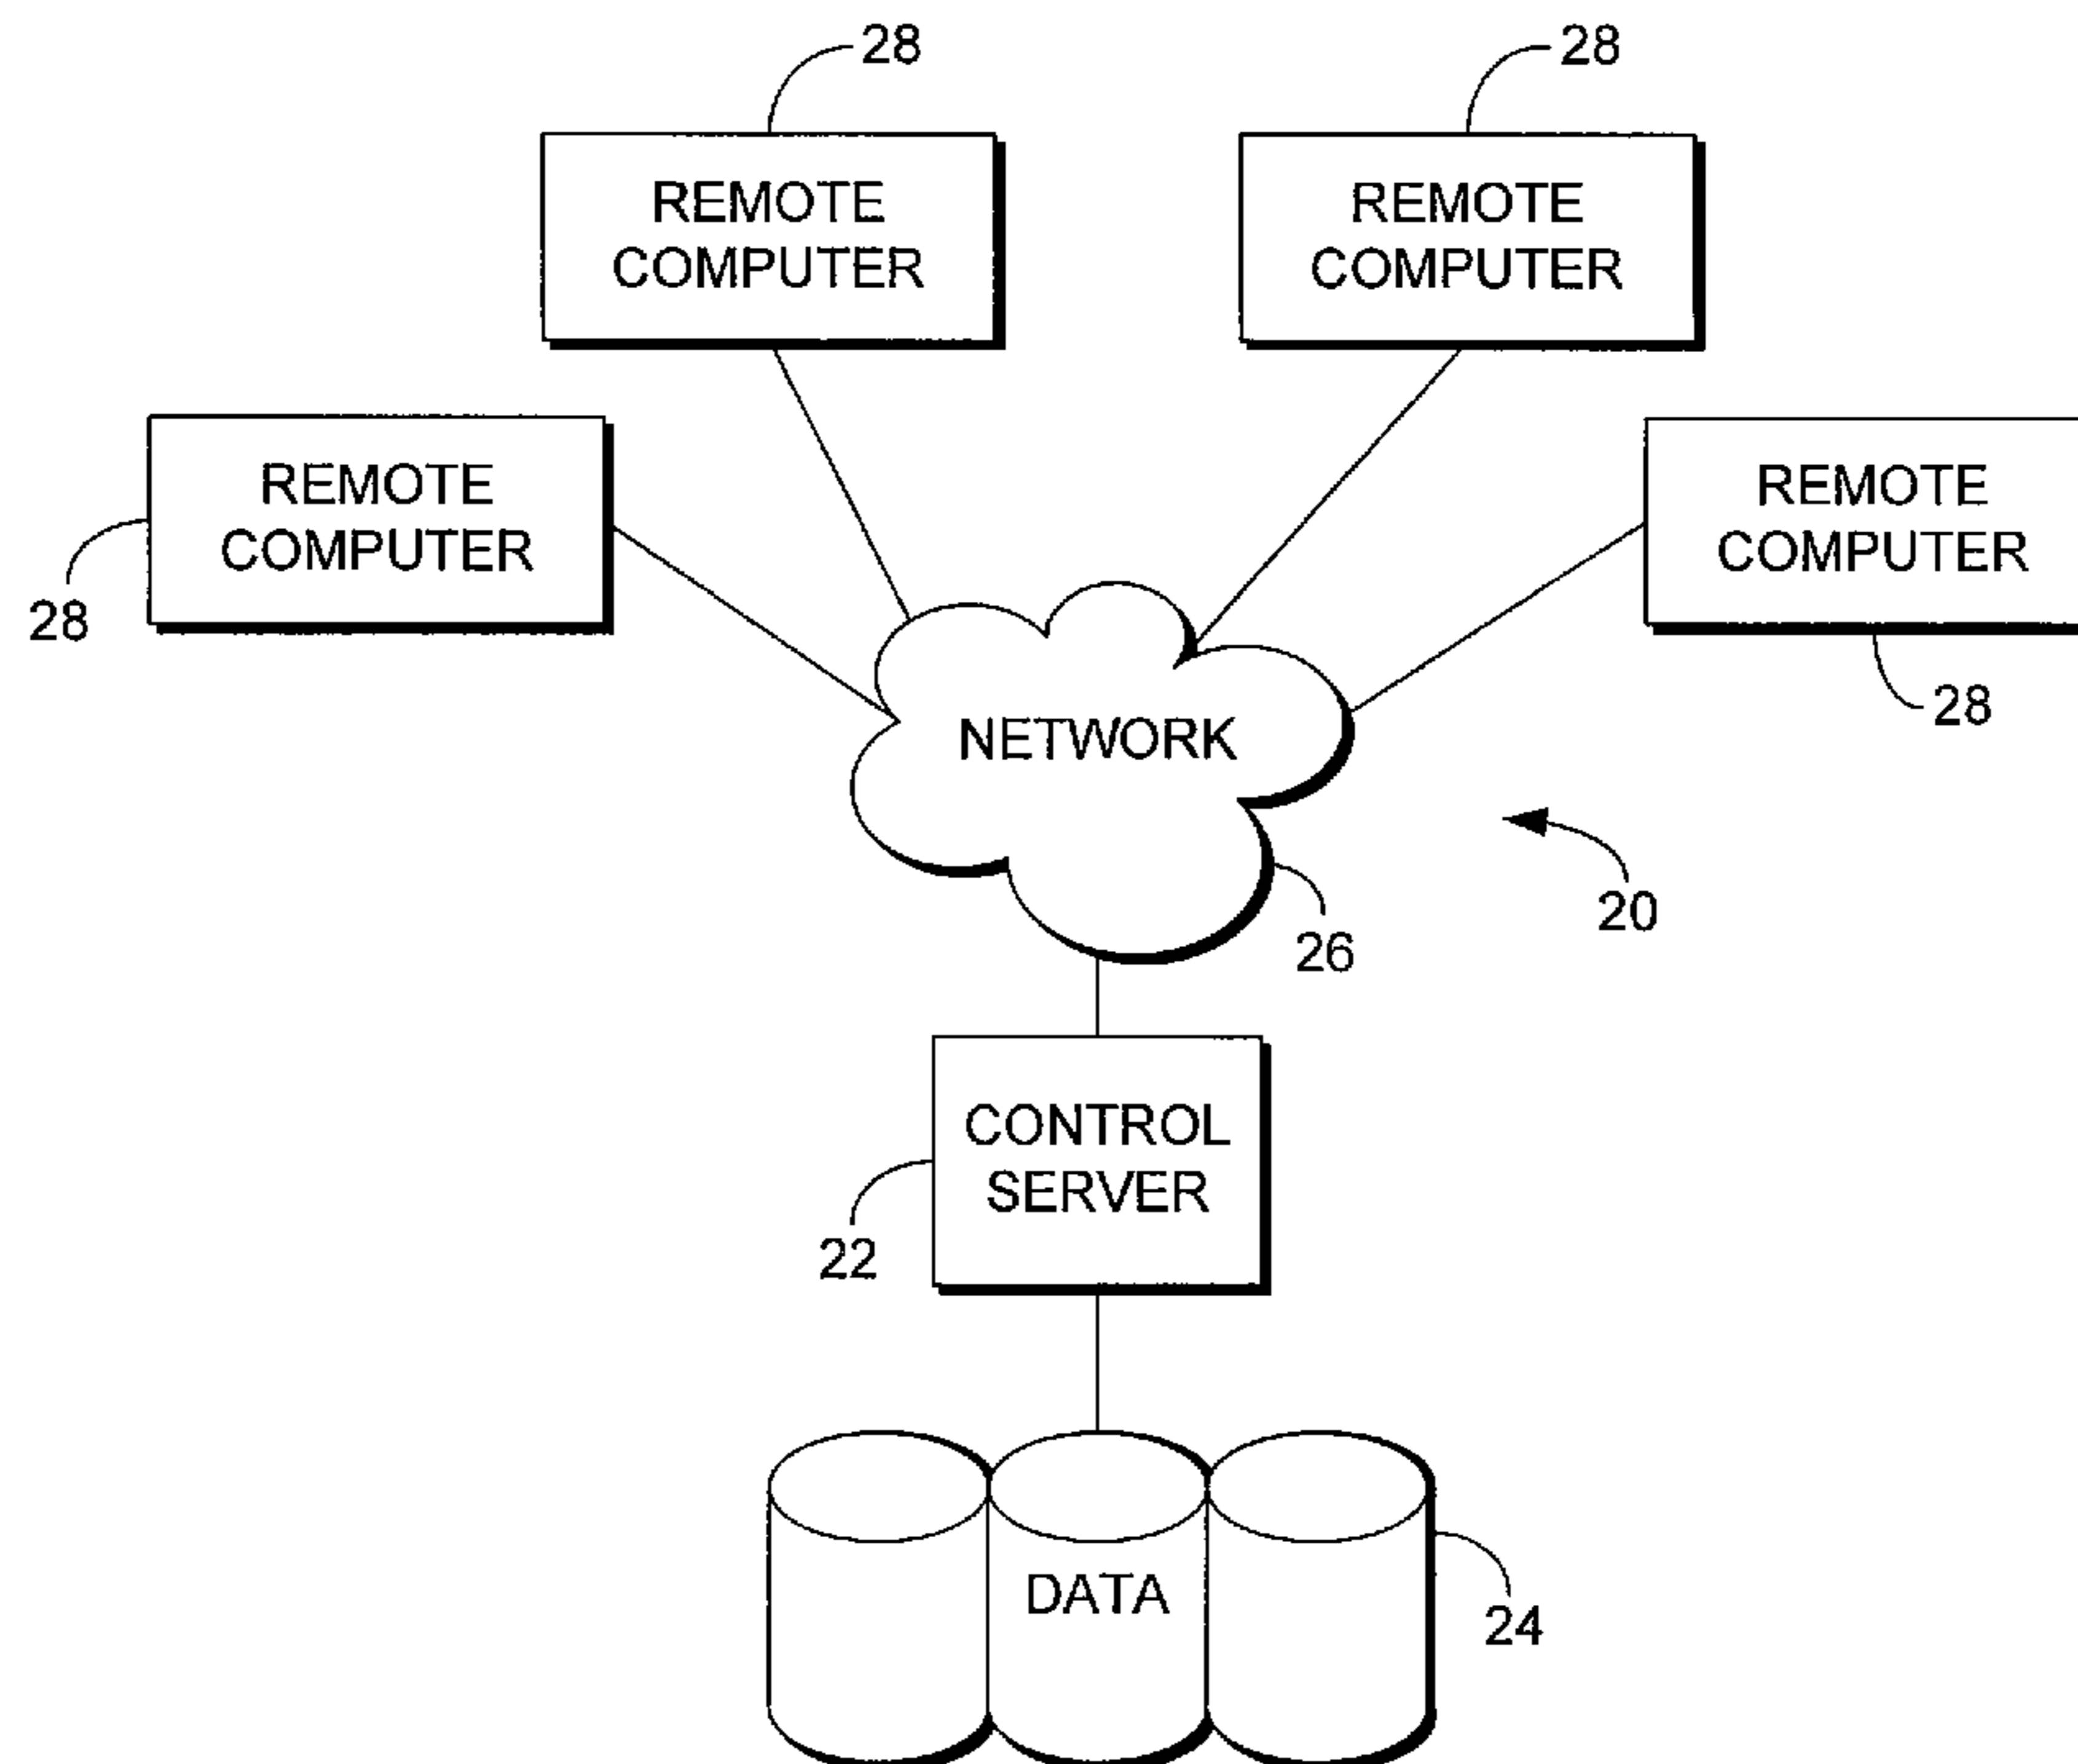 28
28
REMOTE
COMPUTER
REMOTE
COMPUTER
REMOTE
COMPUTER
REMOTE
COMPUTER
28
28
NETWORK
20
26
CONTROL
SERVER
22
DATA
24